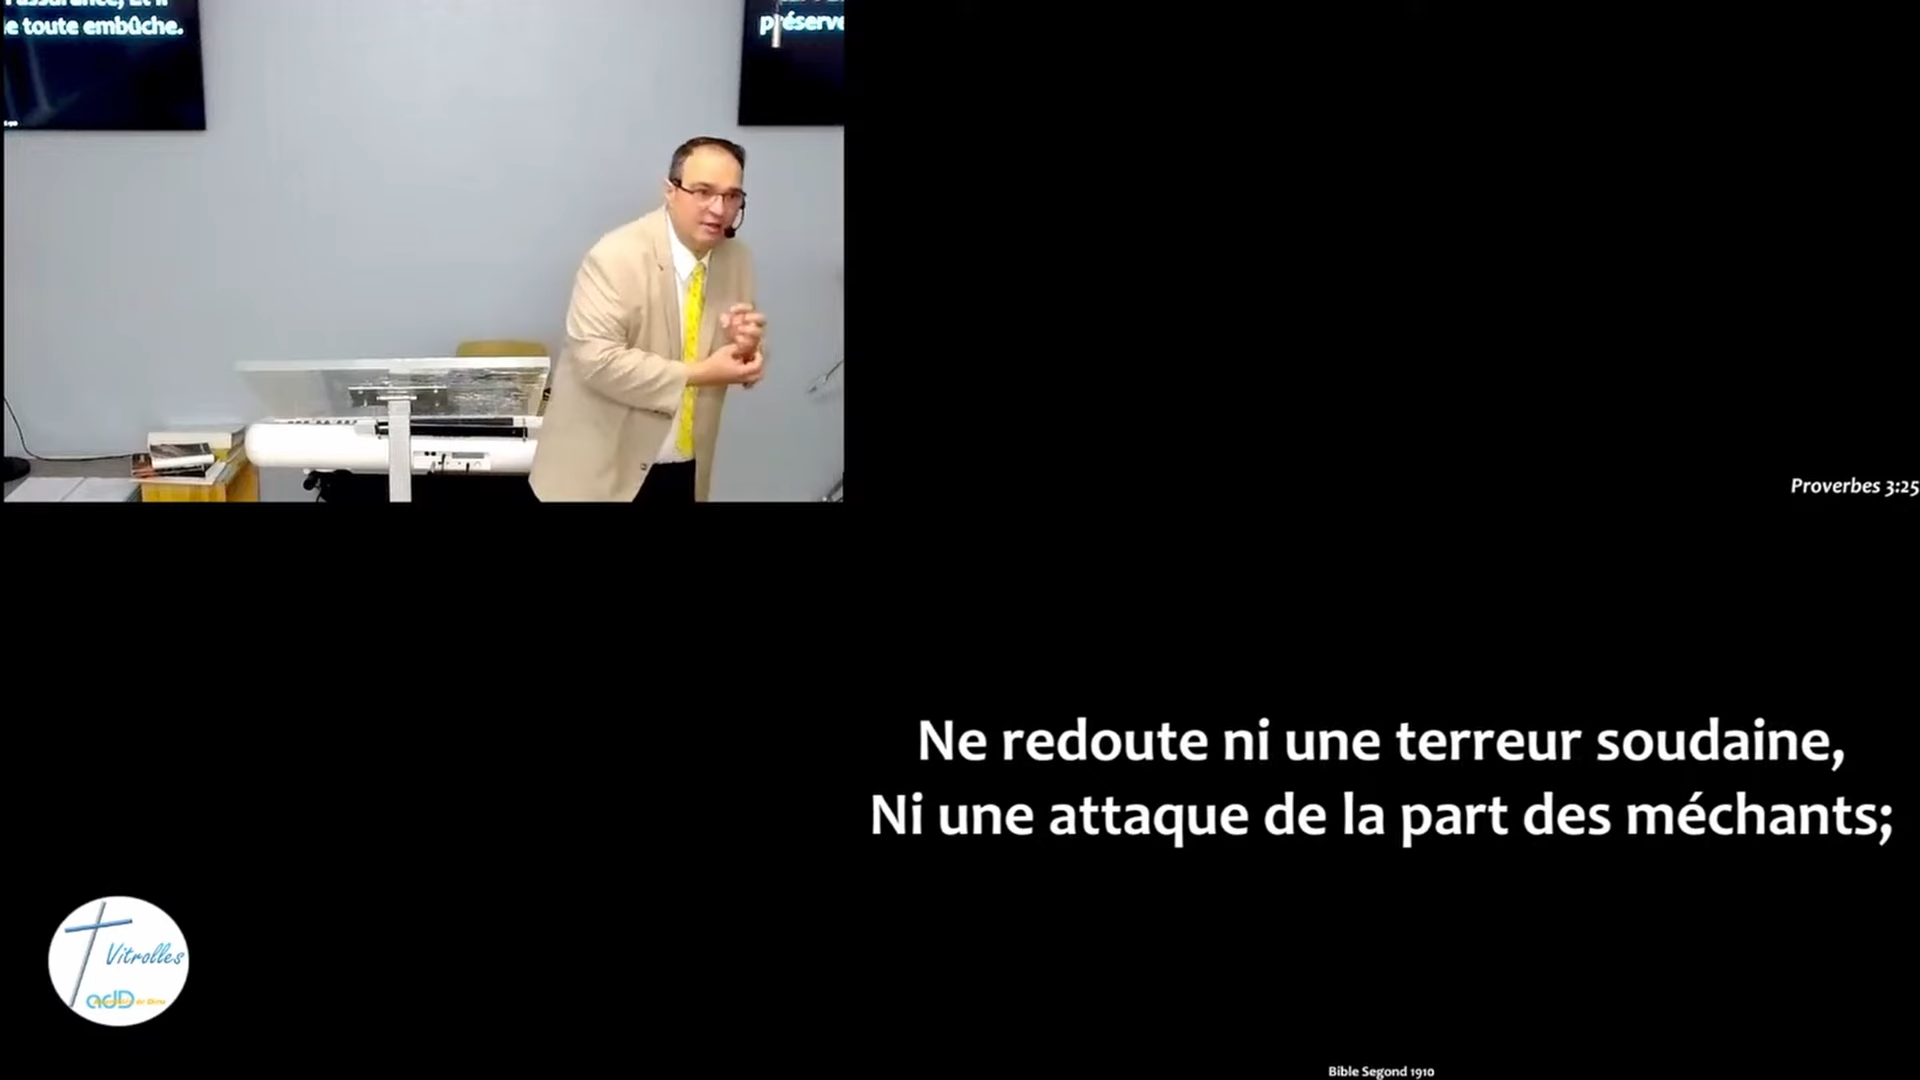 e toute embûche.
préserve
Proverbes 3:25
Ne redoute ni une terreur soudaine,
Ni une attaque de la part des méchants;
Vitrolles
adD
Bible Segond 1910